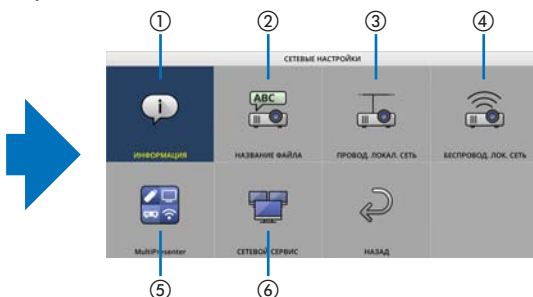 ① ② ③ ④
СЕТЕВЫЕ НАСТРОЙКИ
ABC
ИНФОРМАЦИЯ НАЗВАНИЕ ФАЙЛА ПРОВОД. ЛОКАЛ. СЕТЬ БЕСПРОВОД. ЛОК. СЕТЬ
MultiPresenter СЕТЕВОЙ СЕРВИС НАЗАД
⑤ ⑥